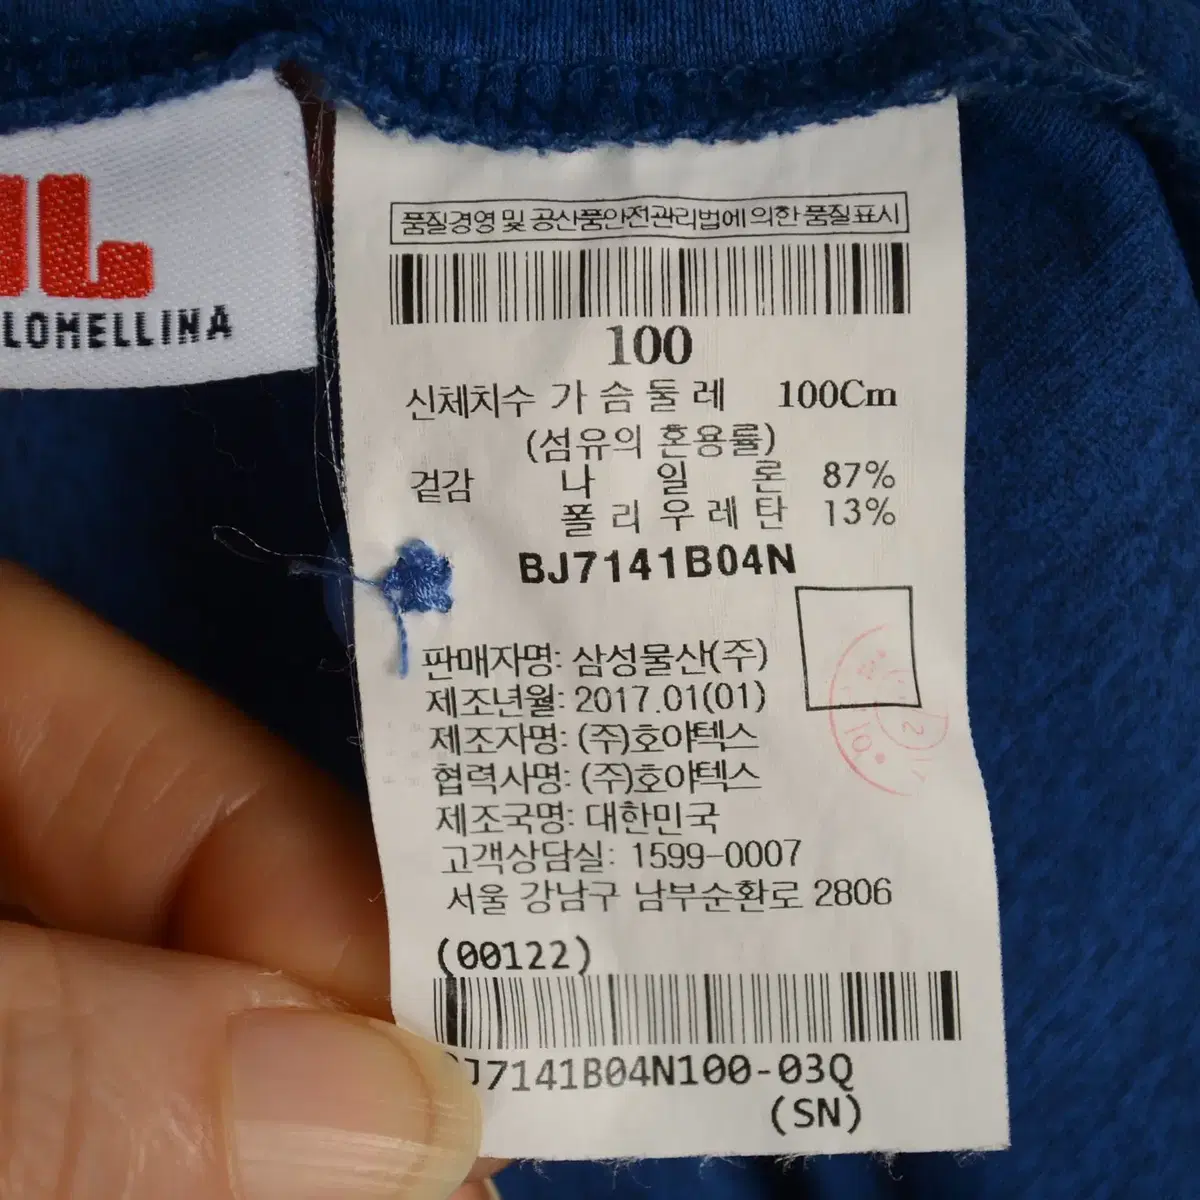 L
LOMELLINA
품질경영 및 공산품안전관리법에 의한 품질표시
100
신체치수 가 슴 둘 레 100Cm
(섬유의 혼용률)
겉감 나 일 론 87%
폴 리 우 레 탄 13%
BJ7141B04N
판매자명: 삼성물산(주)
제조년월: 2017.01(01)
제조자명: (주)호야텍스
협력사명: (주)호야텍스
제조국명: 대한민국
고객상담실: 1599-0007
서울 강남구 남부순환로 2806
(00122)
J7141B04N100-03Q
(SN)